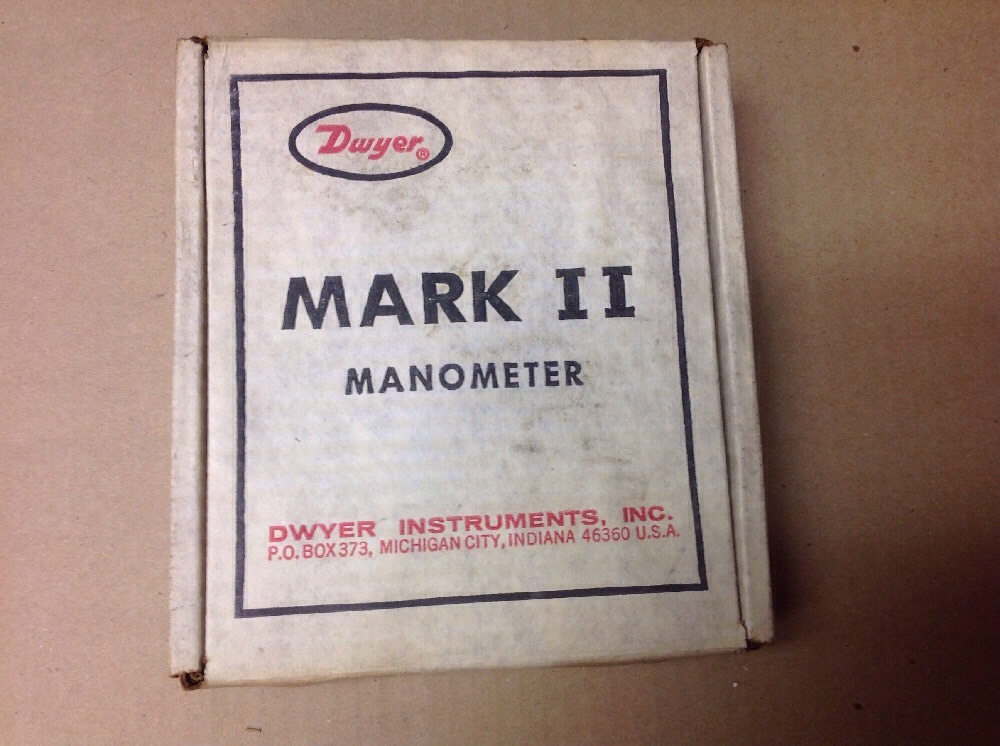 Dwyer®
MARK II
MANOMETER
DWYER INSTRUMENTS, INC.
P.O. BOX 373, MICHIGAN CITY, INDIANA 46360 U.S.A.